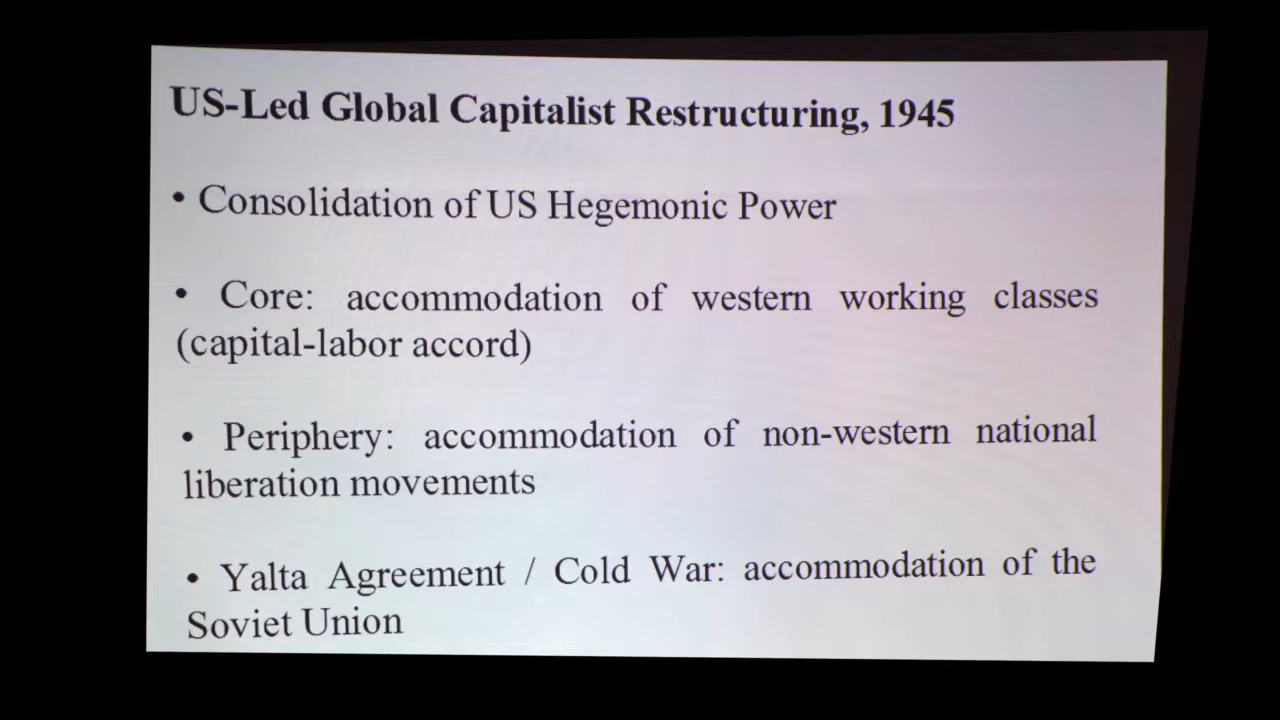 US-Led Global Capitalist Restructuring, 1945
• Consolidation of US Hegemonic Power
• Core: accommodation of western working classes
(capital-labor accord)
• Periphery: accommodation of non-western national
liberation movements
• Yalta Agreement / Cold War: accommodation of the
Soviet Union